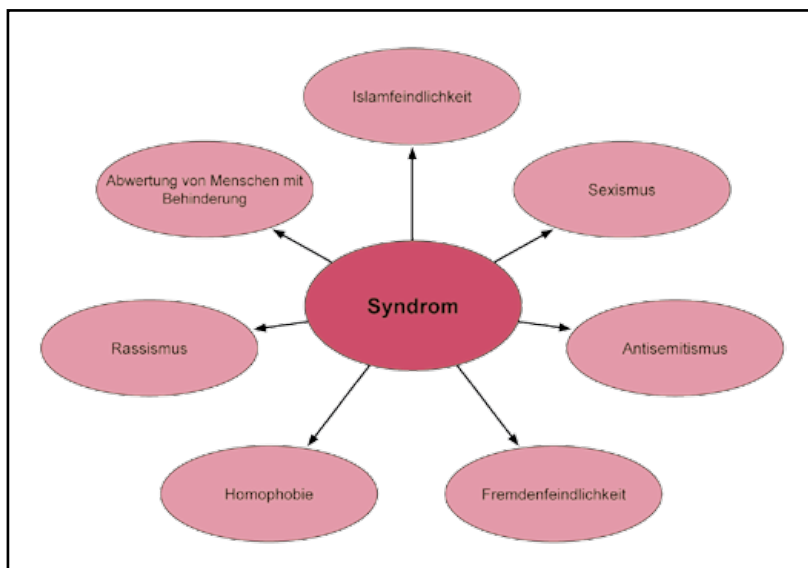 Islamfeindlichkeit
Abwertung von Menschen mit
Behinderung
Sexismus
Syndrom
Rassismus
Antisemitismus
Homophobie
Fremdenfeindlichkeit